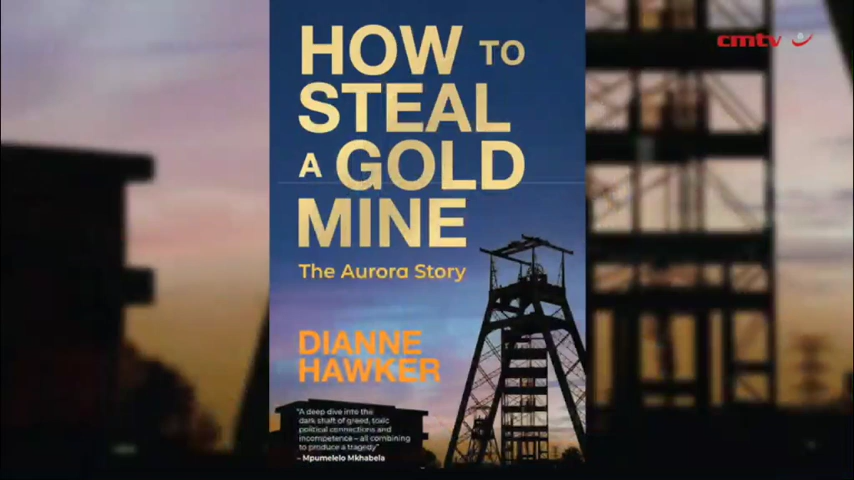 HOW TO
STEAL
A GOLD
MINE
The Aurora Story
DIANNE
HAWKER
"A deep dive into the
dark shaft of greed, toxic
political connections and
incompetence – all combining
to produce a tragedy"
– Mpumelelo Mkhabela
cmtv